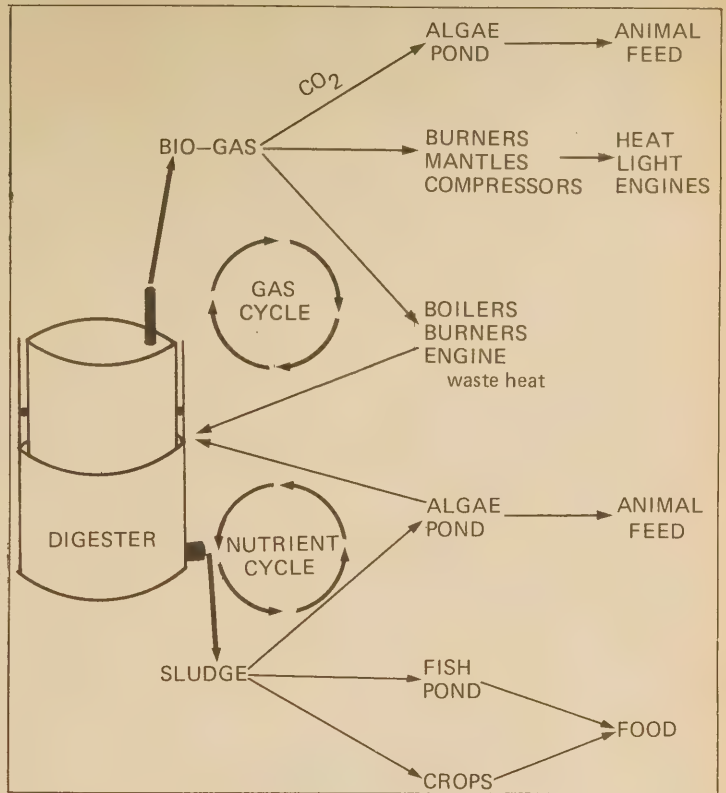 ALGAE
POND
ANIMAL
FEED
CO2
BIO-GAS
BURNERS
MANTLES
COMPRESSORS
HEAT
LIGHT
ENGINES
GAS
CYCLE
BOILERS
BURNERS
ENGINE
waste heat
DIGESTER
NUTRIENT
CYCLE
ALGAE
POND
ANIMAL
FEED
SLUDGE
FISH
POND
FOOD
CROPS